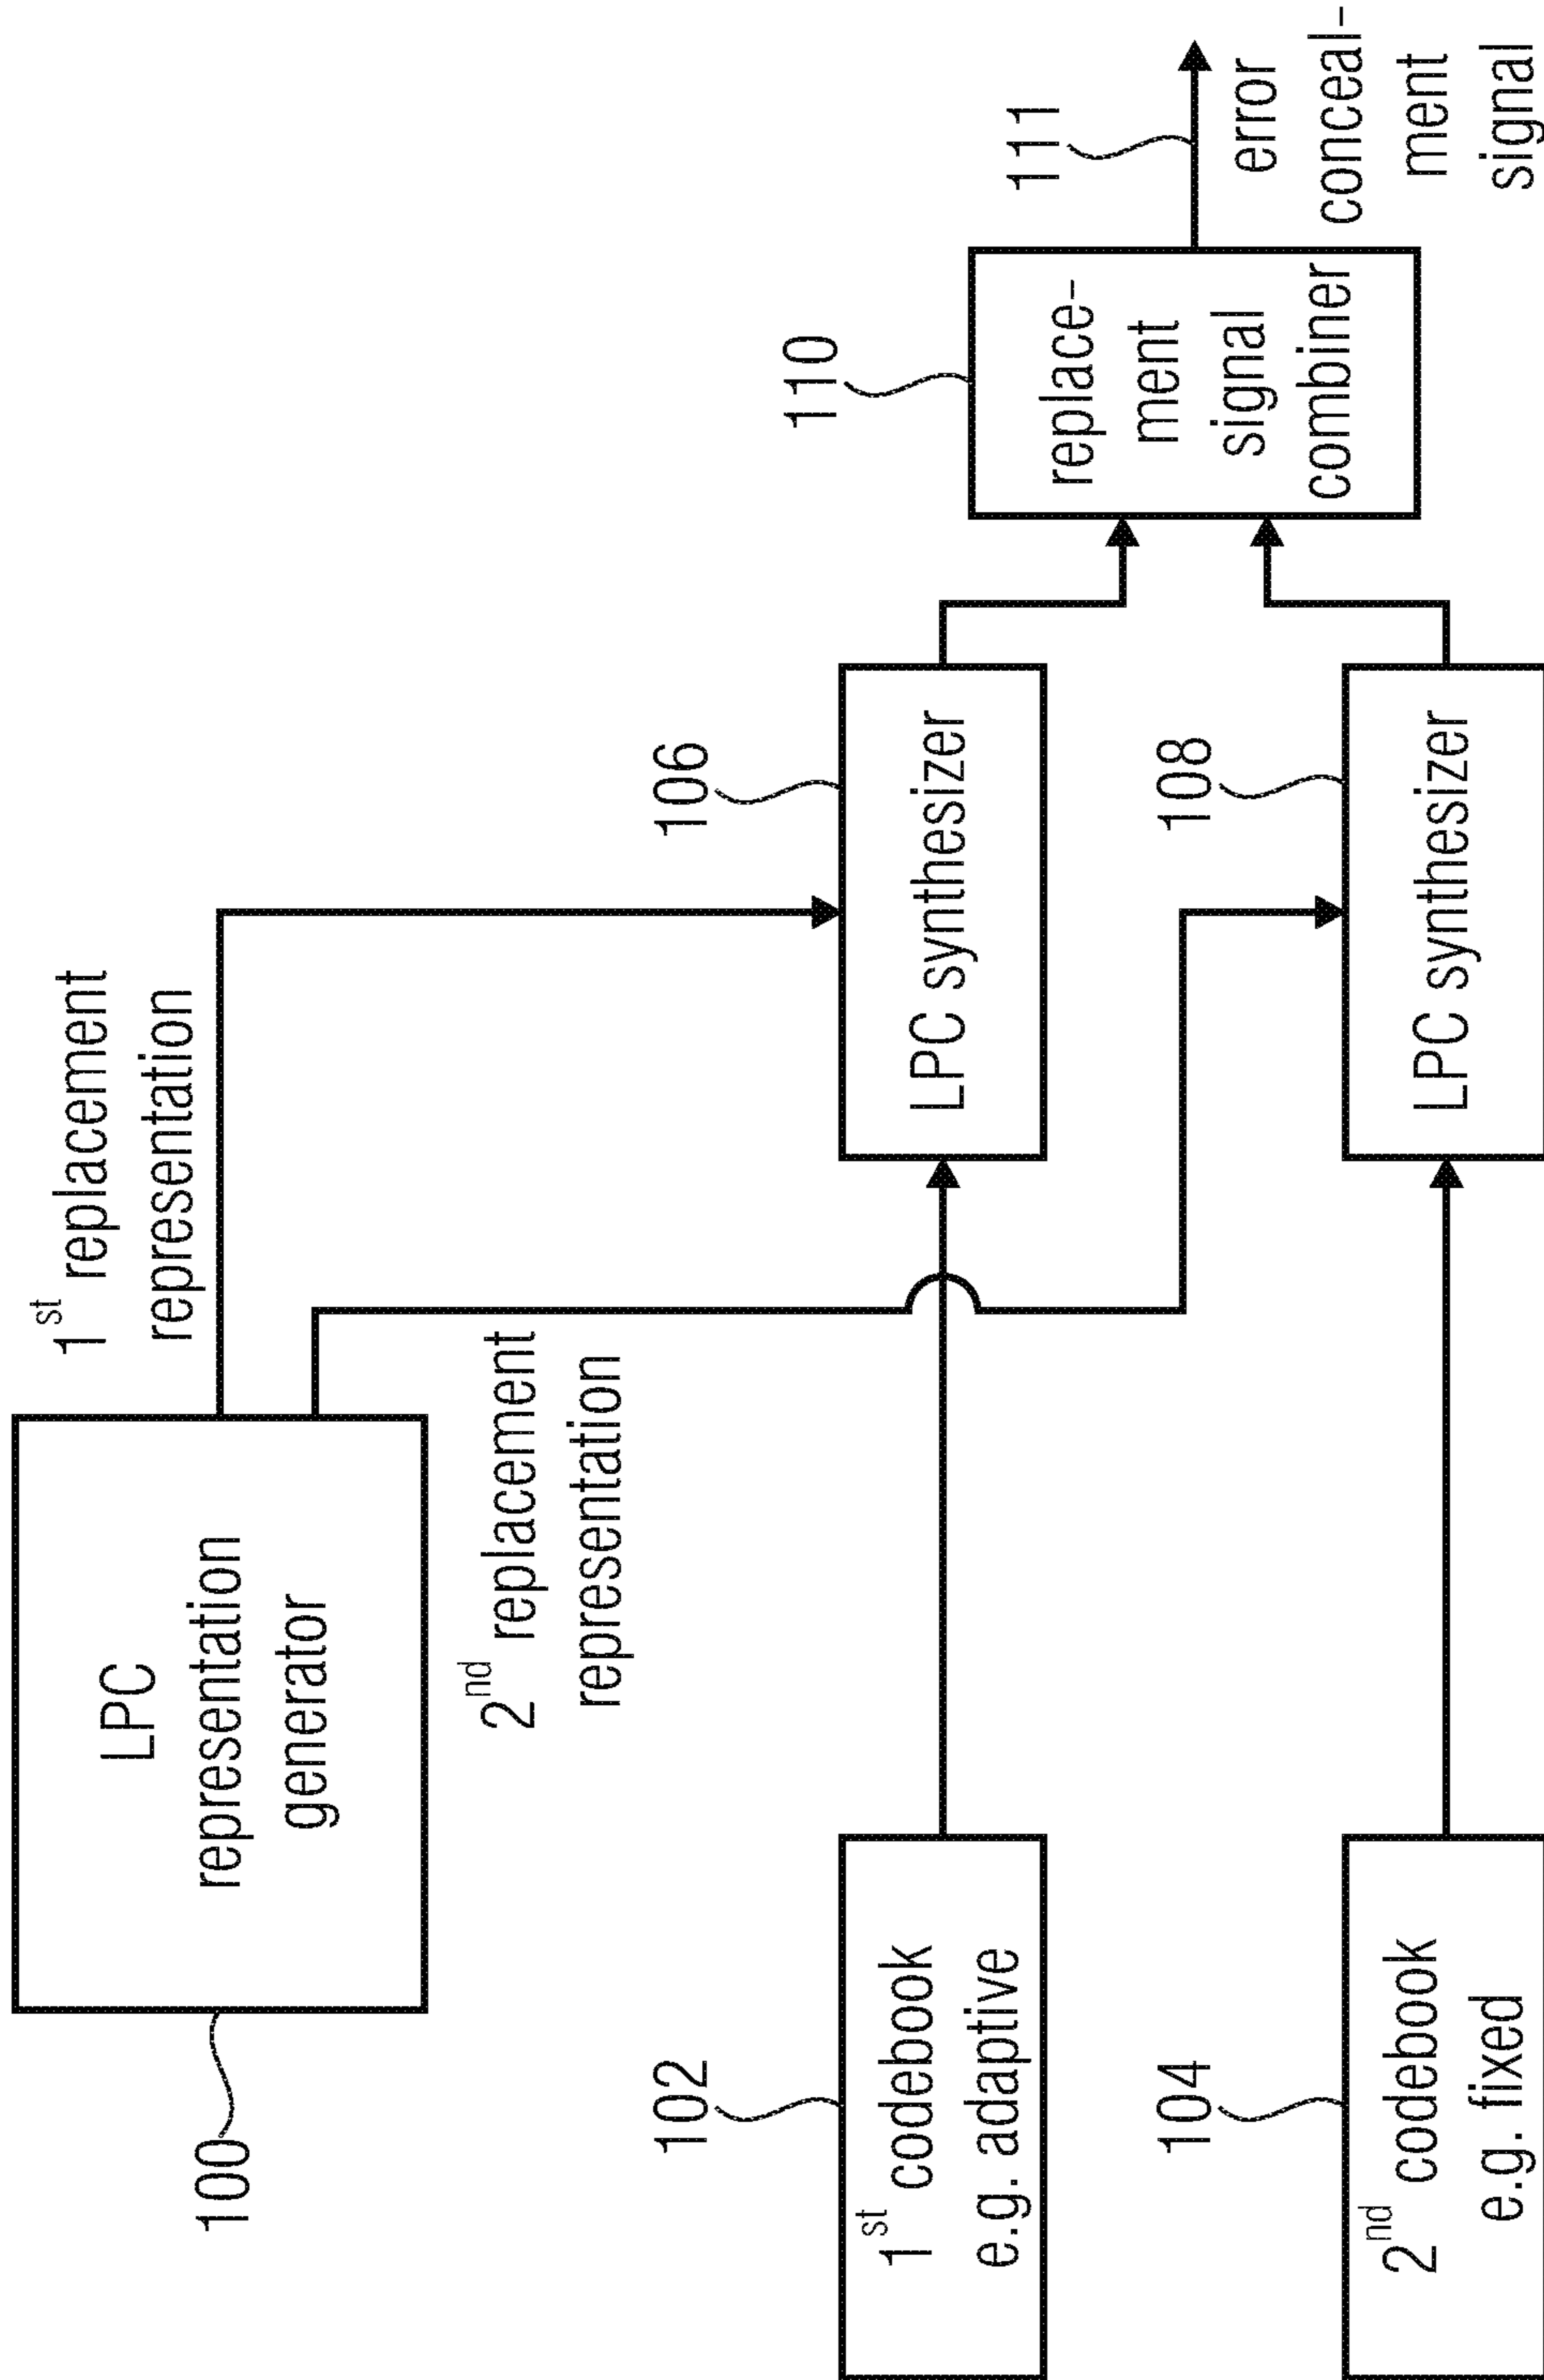 1st replacement
representation
LPC
representation
generator
100
2nd replacement
representation
102
1st codebook
e.g. adaptive
106
LPC synthesizer
104
2nd codebook
e.g. fixed
108
LPC synthesizer
110
replace-
ment
signal
combiner
111
error
conceal-
ment
signal